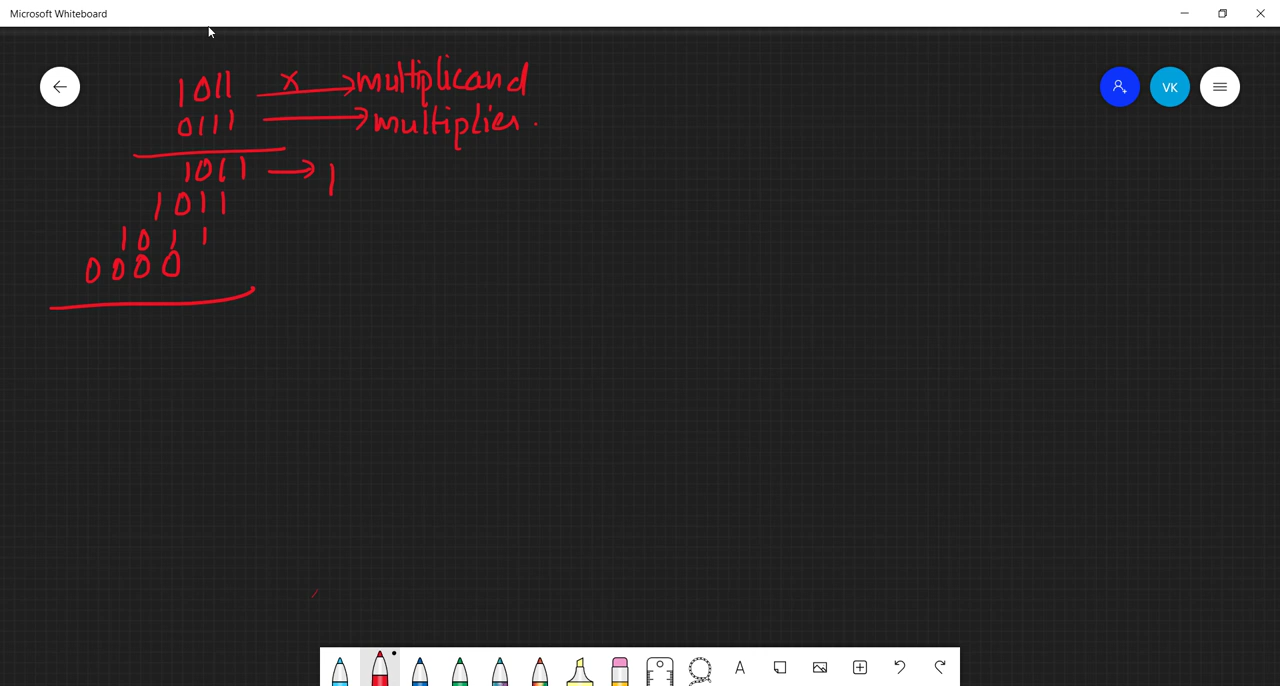 Microsoft Whiteboard
1011 x → multiplicand
0111 → multiplier.
1011 → 1
1011
1011
0000
VK
A